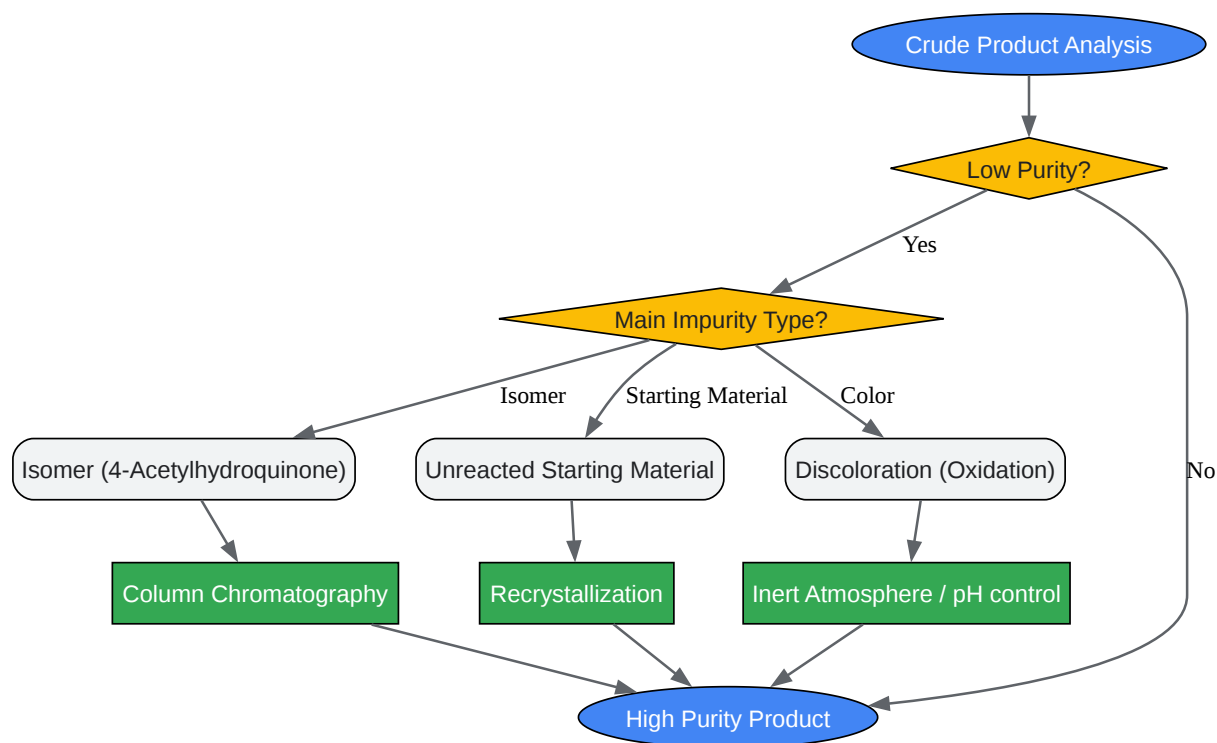 Crude Product Analysis
Low Purity?
Yes
Main Impurity Type?
Isomer
Starting Material
Color
Isomer (4-Acetylhydroquinone)
Unreacted Starting Material
Discoloration (Oxidation)
No
Column Chromatography
Recrystallization
Inert Atmosphere / pH control
High Purity Product